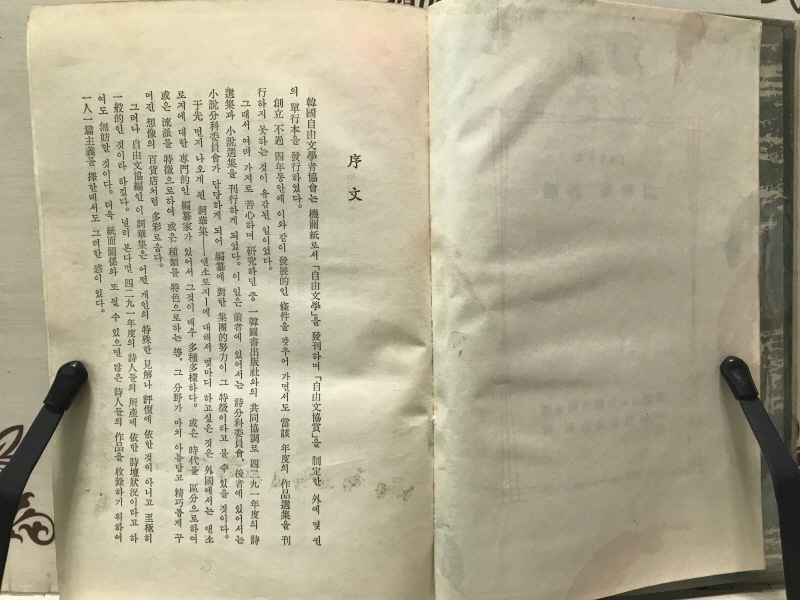 序文
韓國自由文學者協會는 機關紙로서 「自由文學」을 發刊하며 「自由文協賞」을 制定한 外에 몇 인
의 單行本을 發行하였다.
創立 不過 四年동안에 이와같이 發展的인 條件을 갖추어 가면서도 當該 年度의 作品選集을 刊
行하지 못하는 것이 유감된 일이었다.
그래서 여러 가지로 苦心하며 硏究하던 중 一韓圖書出版社와의 共同協調로 四二九一年度의 詩
選集과 小說選集을 刊行하게 되었다. 이 일은 前者에 있어서는 詩分科委員會, 後者에 있어서는
小說分科委員會가 담당하게 되어 編纂에 對한 集團的努力이 그 特徵이라고 볼 수 있을 것이다.
于先 먼저 나오게 된 詞華集——앤소로지—에 대해서 몇마디 하고싶은 것은 外國에서는 앤소
로지에 대한 專門的인 編纂家가 있어서 그것이 매우 多種多樣하다. 或은 時代를 區分으로하여
或은 流派를 特徵으로하여 或은 種類를 特色으로하는 等, 그 分野가 마치 아름답고 精巧롭게 꾸
며진 想像의 百貨店처럼 多彩로웁다.
그러나 自由文協編인 이 詞華集은 어떤 개인의 特殊한 見解나 評價에 依한 것이 아니고 至極히
一般的인 것이라 하겠다. 널리 본다면 四二九一年度의 詩人들의 所產에 依한 詩壇狀況이라고 하
여도 無妨할 것이다. 더욱 紙面關係와 또 될 수 있으면 많은 詩人들의 作品을 收錄하기 위하여
一人一篇主義를 擇한데서도 그러한 感이 있다.